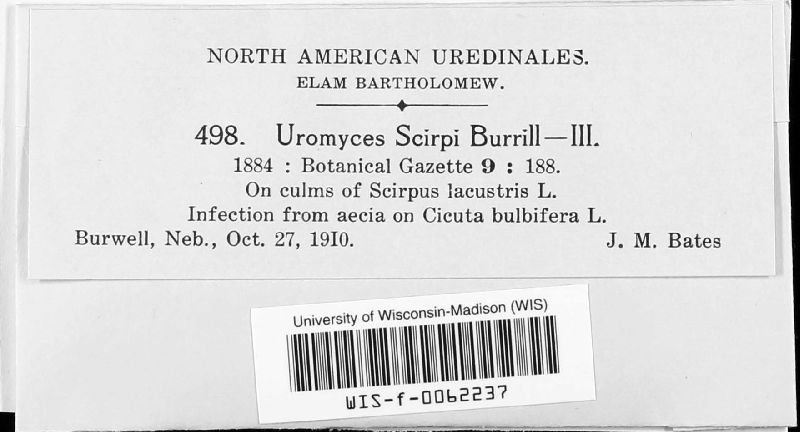 NORTH AMERICAN UREDINALES.
ELAM BARTHOLOMEW.
498. Uromyces Scirpi Burrill—III.
1884 : Botanical Gazette 9 : 188.
On culms of Scirpus lacustris L.
Infection from aecia on Cicuta bulbifera L.
Burwell, Neb., Oct. 27, 1910. J. M. Bates
University of Wisconsin-Madison (WIS)
WIS-f-0062237